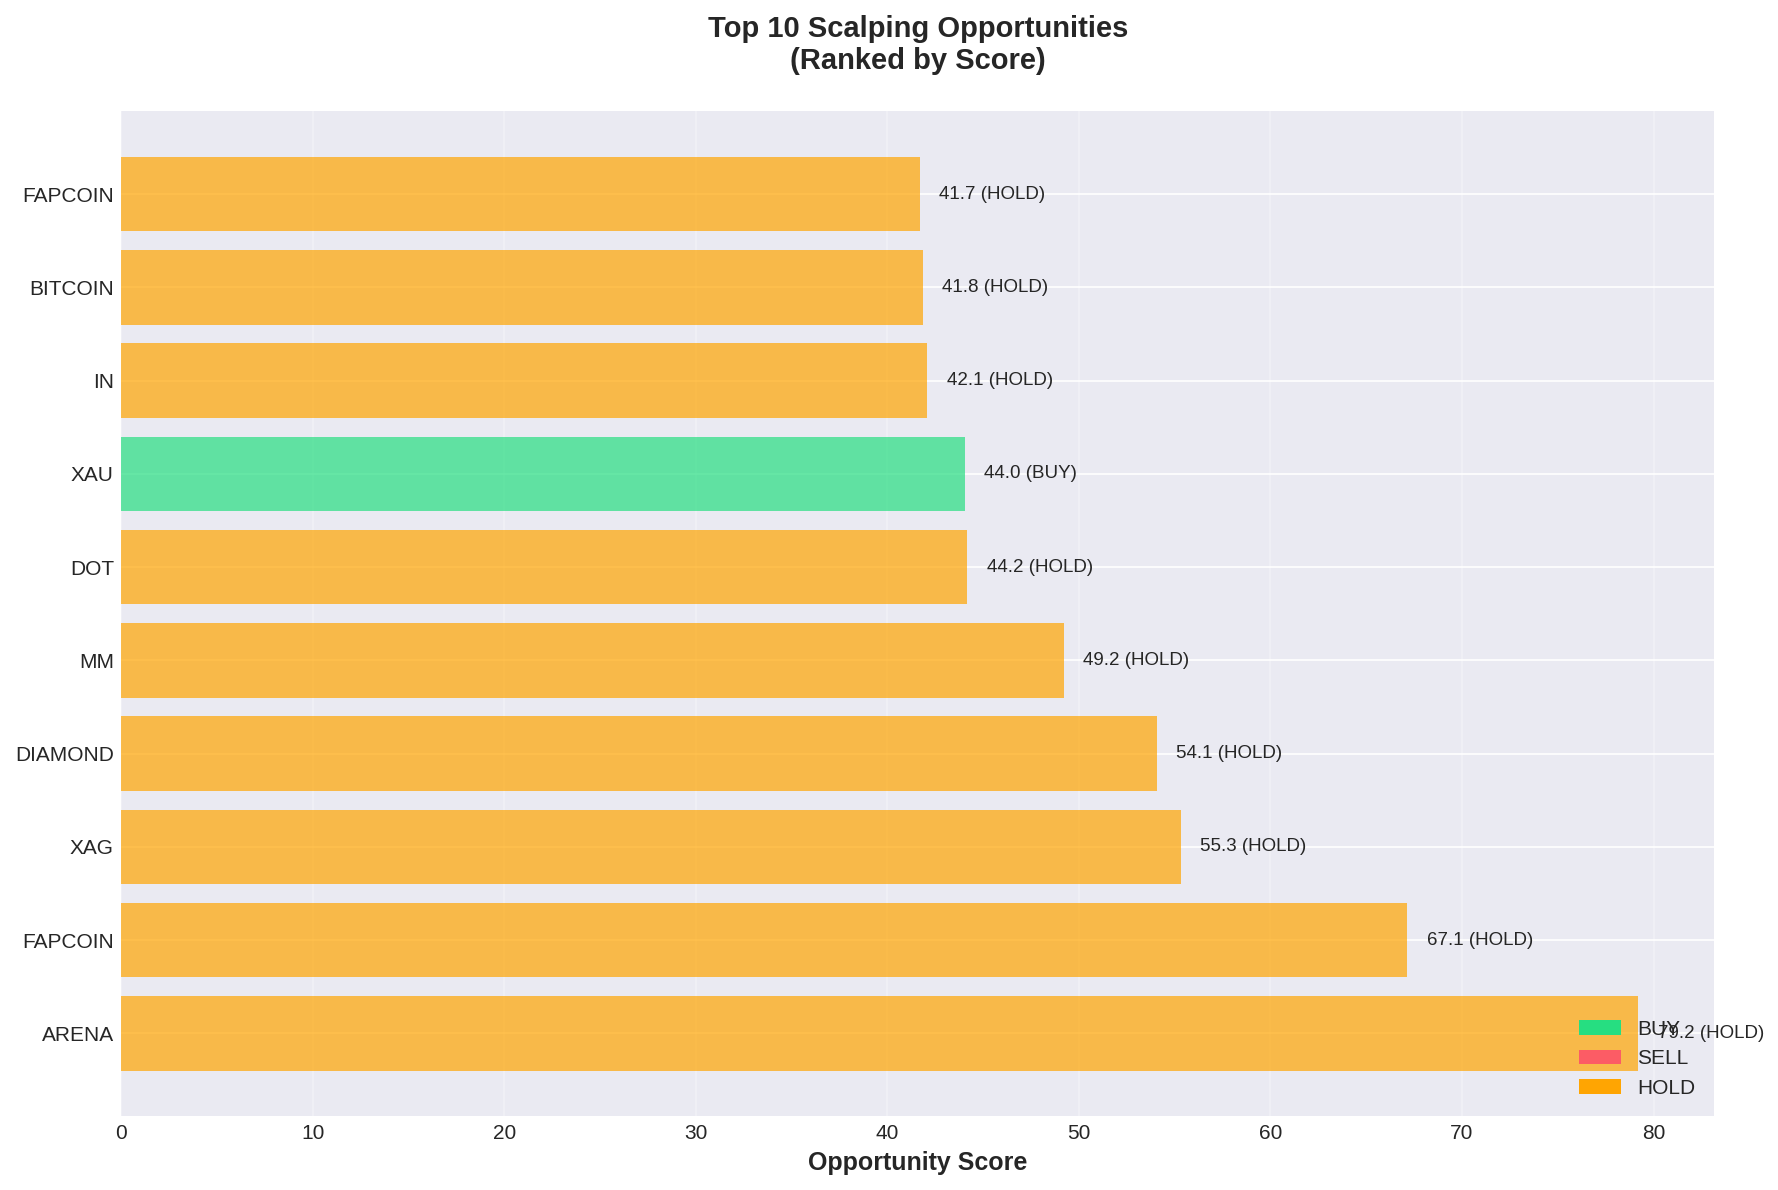 Top 10 Scalping Opportunities
(Ranked by Score)
FAPCOIN
41.7 (HOLD)
BITCOIN
41.8 (HOLD)
IN
42.1 (HOLD)
XAU
44.0 (BUY)
DOT
44.2 (HOLD)
MM
49.2 (HOLD)
DIAMOND
54.1 (HOLD)
XAG
55.3 (HOLD)
FAPCOIN
67.1 (HOLD)
ARENA
79.2 (HOLD)
BUY
SELL
HOLD
0 10 20 30 40 50 60 70 80
Opportunity Score